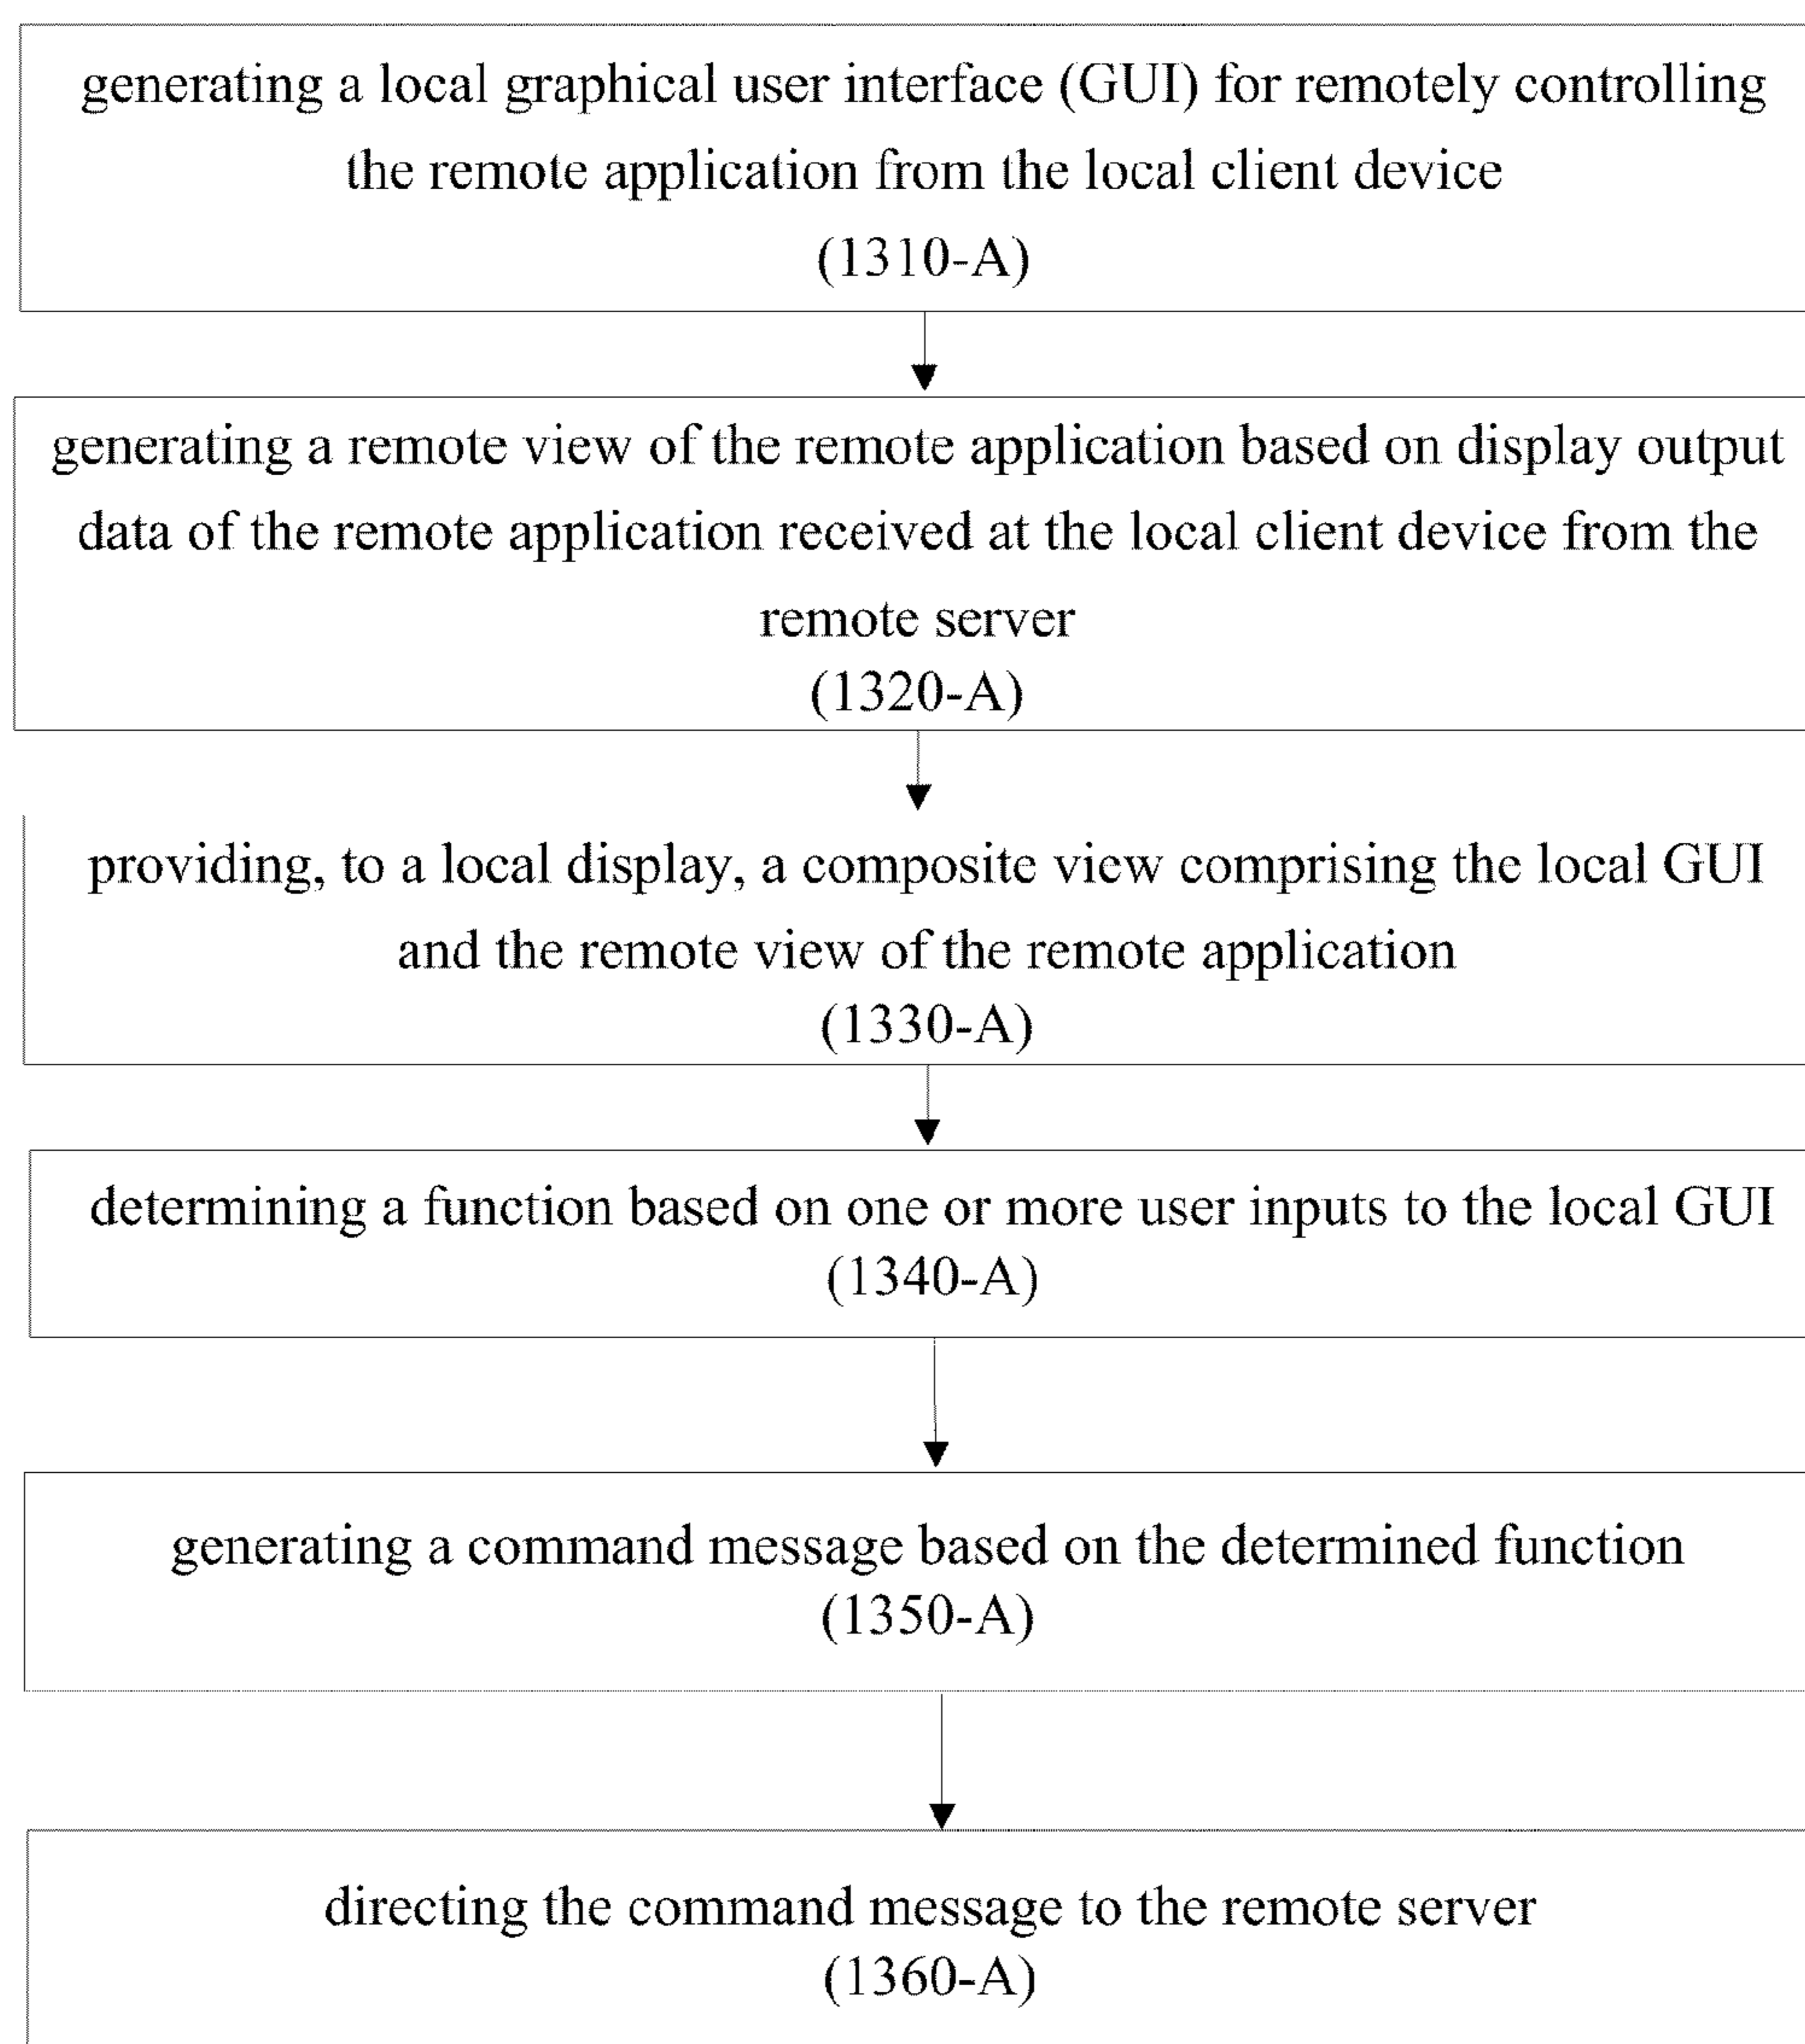 generating a local graphical user interface (GUI) for remotely controlling
the remote application from the local client device
(1310-A)
generating a remote view of the remote application based on display output
data of the remote application received at the local client device from the
remote server
(1320-A)
providing, to a local display, a composite view comprising the local GUI
and the remote view of the remote application
(1330-A)
determining a function based on one or more user inputs to the local GUI
(1340-A)
generating a command message based on the determined function
(1350-A)
directing the command message to the remote server
(1360-A)